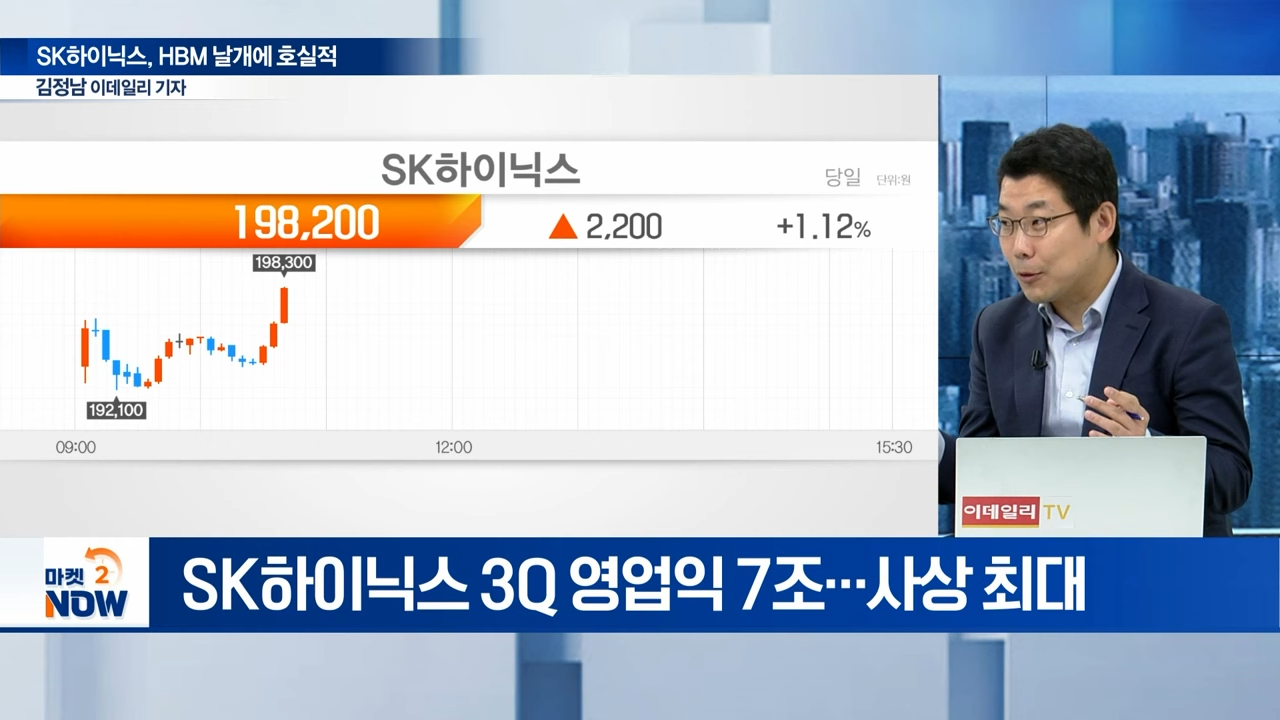 SK하이닉스, HBM 날개에 호실적
김정남 이데일리 기자
SK하이닉스
당일 단위:원
198,200 ▲ 2,200 +1.12%
198,300
192,100
09:00 12:00 15:30
이데일리 TV
마켓 2
NOW
SK하이닉스 3Q 영업익 7조…사상 최대